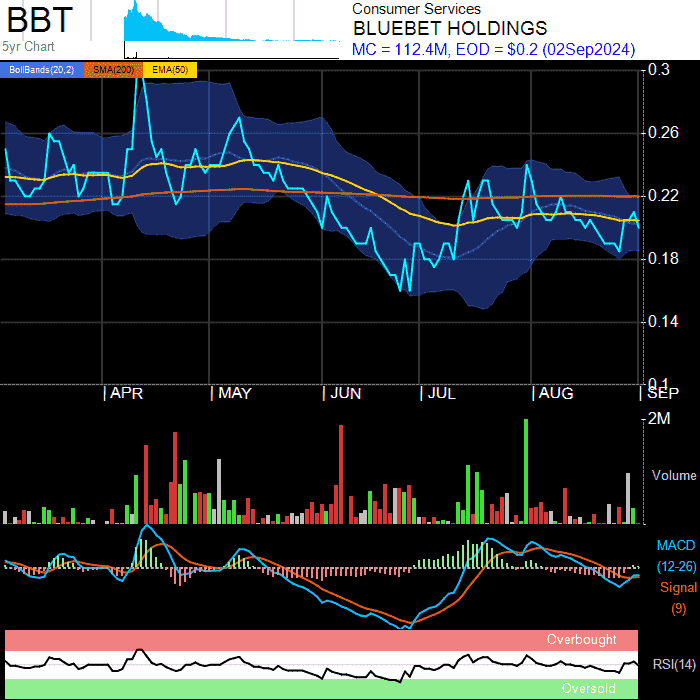 BBT
5yr Chart
Consumer Services
BLUEBET HOLDINGS
MC = 112.4M, EOD = $0.2 (02Sep2024)
BollBands(20,2) SMA(200) EMA(50)
0.3
0.26
0.22
0.18
0.14
0.1
APR MAY JUN JUL AUG SEP
2M
Volume
MACD
(12-26)
Signal
(9)
Overbought
RSI(14)
Oversold